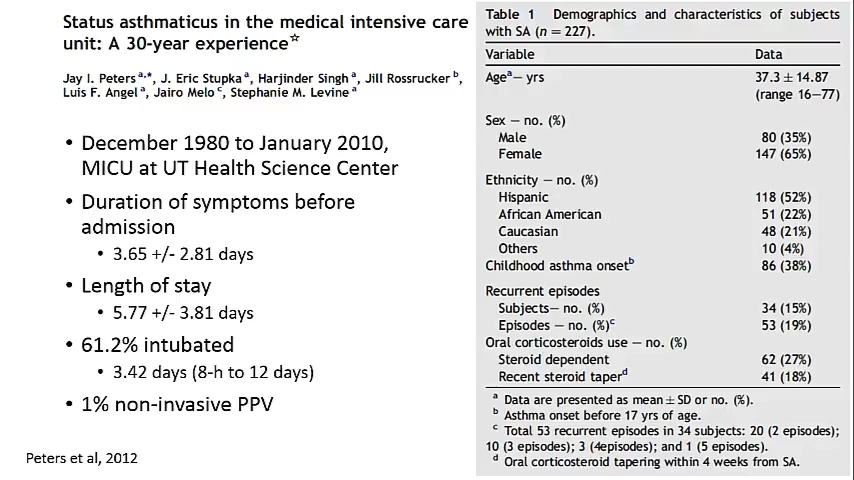 Status asthmaticus in the medical intensive care
unit: A 30-year experience☆
Jay I. Peters a,*, J. Eric Stupka a, Harjinder Singh a, Jill Rossrucker b,
Luis F. Angel a, Jairo Melo c, Stephanie M. Levine a
• December 1980 to January 2010,
MICU at UT Health Science Center
• Duration of symptoms before
admission
• 3.65 +/- 2.81 days
• Length of stay
• 5.77 +/- 3.81 days
• 61.2% intubated
• 3.42 days (8-h to 12 days)
• 1% non-invasive PPV
Peters et al, 2012
Table 1 Demographics and characteristics of subjects
with SA (n = 227).
Variable Data
Age a– yrs 37.3 ± 14.87
(range 16–77)
Sex – no. (%)
Male 80 (35%)
Female 147 (65%)
Ethnicity – no. (%)
Hispanic 118 (52%)
African American 51 (22%)
Caucasian 48 (21%)
Others 10 (4%)
Childhood asthma onset b 86 (38%)
Recurrent episodes
Subjects– no. (%) 34 (15%)
Episodes – no. (%) c 53 (19%)
Oral corticosteroids use – no. (%)
Steroid dependent 62 (27%)
Recent steroid taper d 41 (18%)
a Data are presented as mean ± SD or no. (%).
b Asthma onset before 17 yrs of age.
c Total 53 recurrent episodes in 34 subjects: 20 (2 episodes);
10 (3 episodes); 3 (4episodes); and 1 (5 episodes).
d Oral corticosteroid tapering within 4 weeks from SA.